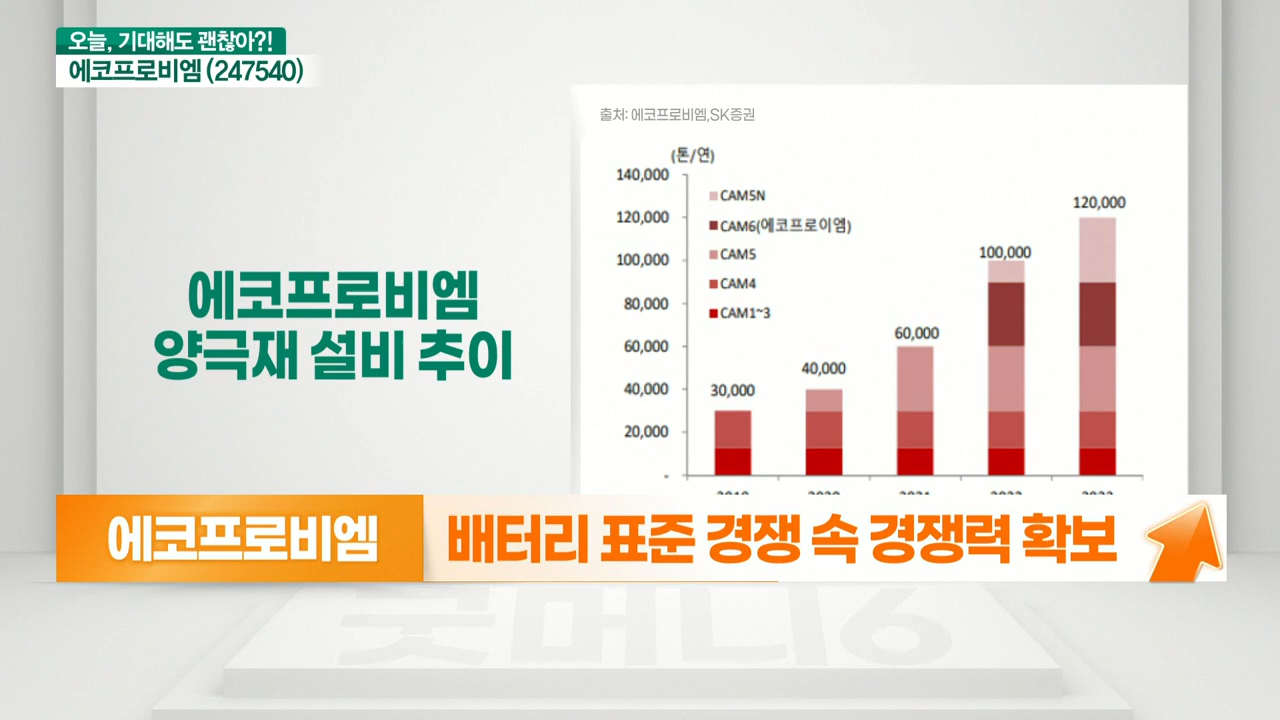 오늘, 기대해도 괜찮아?!
에코프로비엠 (247540)
출처: 에코프로비엠,SK증권
(톤/연)
140,000
120,000
100,000
80,000
60,000
40,000
20,000
-
CAM5N
CAM6(에코프로이엠)
CAM5
CAM4
CAM1~3
30,000
40,000
60,000
100,000
120,000
에코프로비엠
양극재 설비 추이
에코프로비엠
배터리 표준 경쟁 속 경쟁력 확보
굿머니6